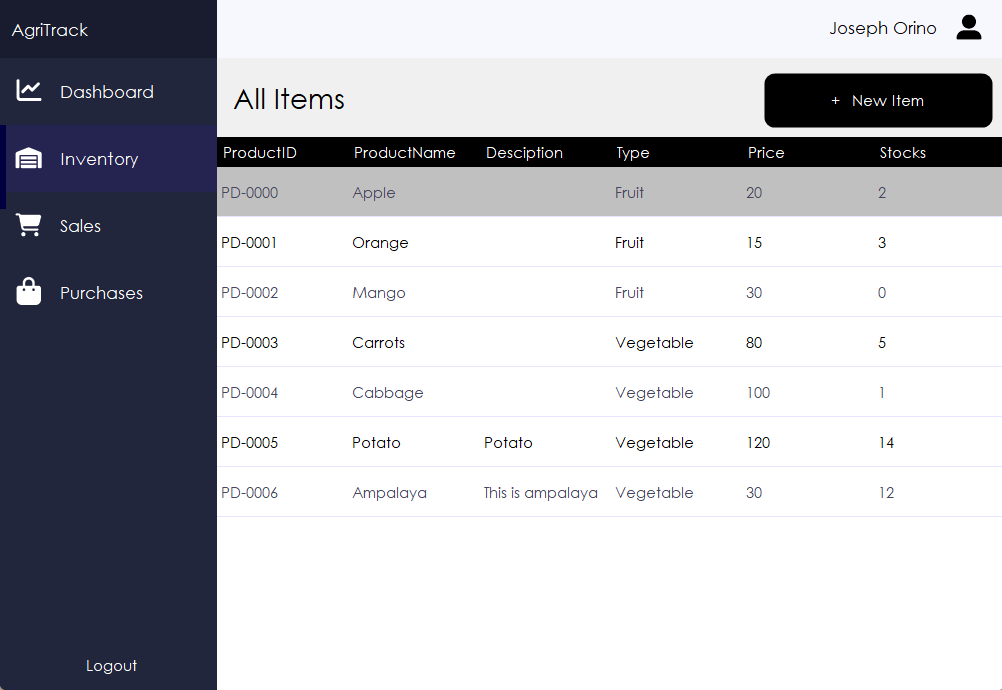 AgriTrack
Joseph Orino
Dashboard
Inventory
Sales
Purchases
Logout
All Items
+ New Item
ProductID ProductName Desciption Type Price Stocks
PD-0000 Apple Fruit 20 2
PD-0001 Orange Fruit 15 3
PD-0002 Mango Fruit 30 0
PD-0003 Carrots Vegetable 80 5
PD-0004 Cabbage Vegetable 100 1
PD-0005 Potato Potato Vegetable 120 14
PD-0006 Ampalaya This is ampalaya Vegetable 30 12